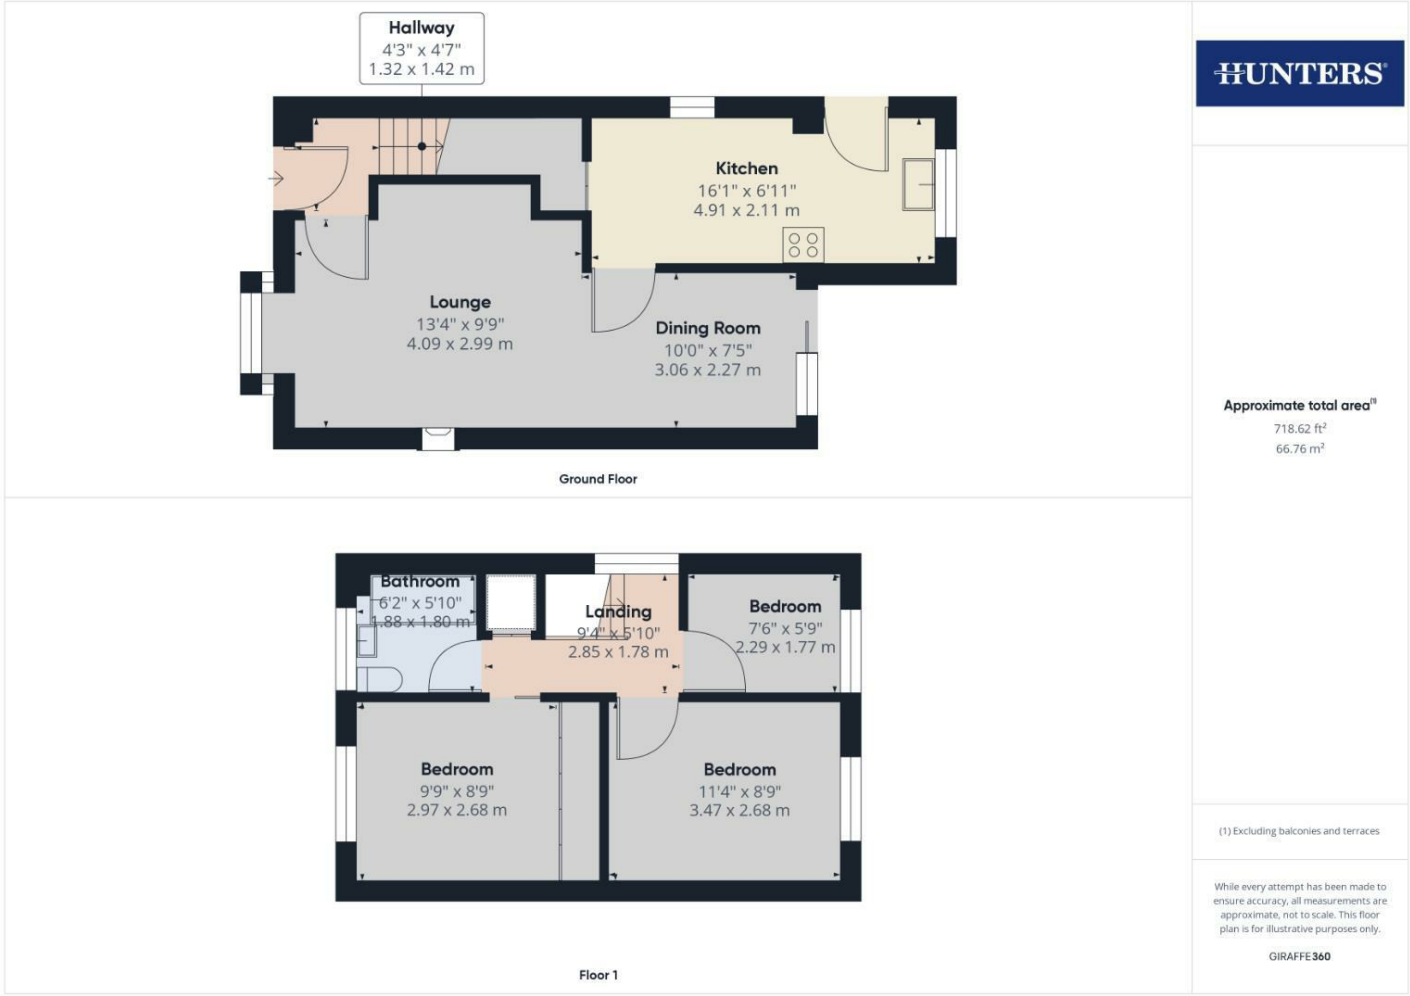 Hallway
4'3" x 4'7"
1.32 x 1.42 m
HUNTERS®
Kitchen
16'1" x 6'11"
4.91 x 2.11 m
Lounge
13'4" x 9'9"
4.09 x 2.99 m
Dining Room
10'0" x 7'5"
3.06 x 2.27 m
Ground Floor
Approximate total area(1)
718.62 ft²
66.76 m²
Bathroom
6'2" x 5'10"
1.88 x 1.80 m
Landing
9'4" x 5'10"
2.85 x 1.78 m
Bedroom
7'6" x 5'9"
2.29 x 1.77 m
Bedroom
9'9" x 8'9"
2.97 x 2.68 m
Bedroom
11'4" x 8'9"
3.47 x 2.68 m
Floor 1
(1) Excluding balconies and terraces
While every attempt has been made to
ensure accuracy, all measurements are
approximate, not to scale. This floor
plan is for illustrative purposes only.
GIRAFFE360